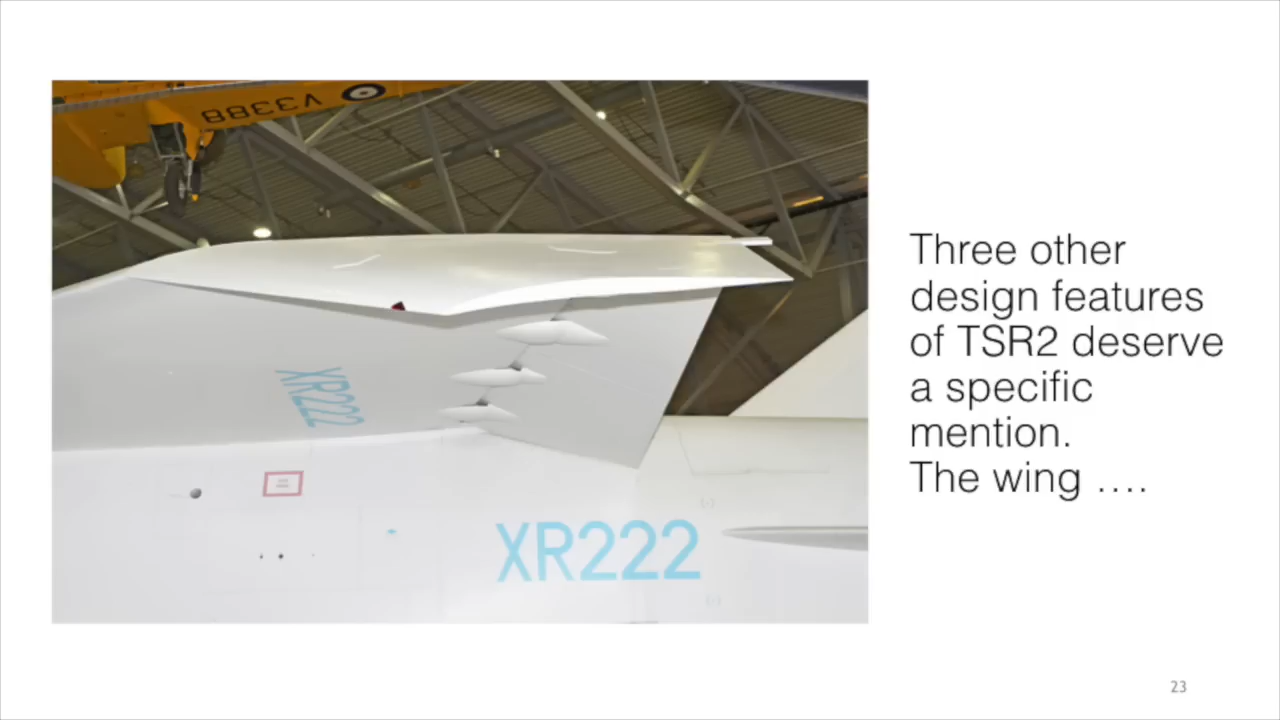 V3388
XR222
XR222
Three other
design features
of TSR2 deserve
a specific
mention.
The wing ….
23